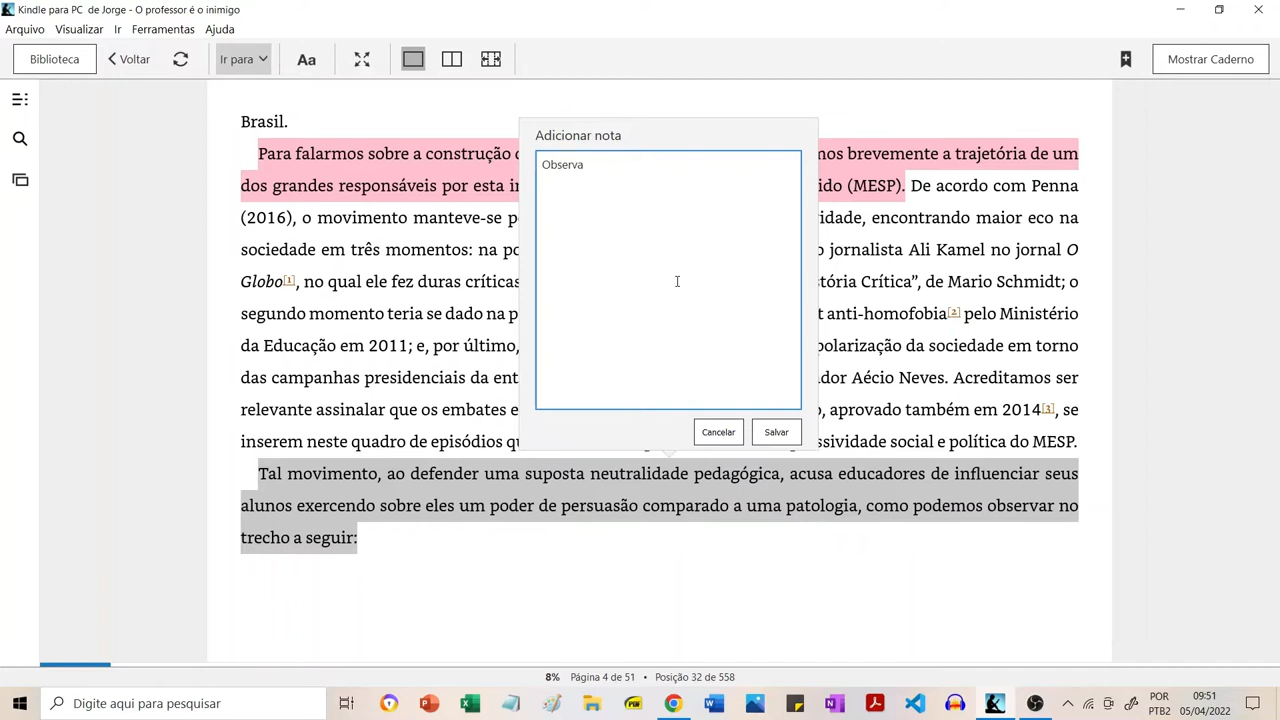 Kindle para PC de Jorge - O professor é o inimigo
Arquivo Visualizar Ir Ferramentas Ajuda
Biblioteca Voltar Ir para Aa Mostrar Caderno
Brasil.
Para falarmos sobre a construção mos brevemente a trajetória de um
dos grandes responsáveis por esta ido (MESP). De acordo com Penna
(2016), o movimento manteve-se vidade, encontrando maior eco na
sociedade em três momentos: na o jornalista Ali Kamel no jornal O
Globo[1], no qual ele fez duras críticas stória Crítica”, de Mario Schmidt; o
segundo momento teria se dado na t anti-homofobia[2] pelo Ministério
da Educação em 2011; e, por último, polarização da sociedade em torno
das campanhas presidenciais da dor Aécio Neves. Acreditamos ser
relevante assinalar que os embates o, aprovado também em 2014[3], se
inserem neste quadro de episódios ssividade social e política do MESP.
Adicionar nota
Observa
Cancelar Salvar
Tal movimento, ao defender uma suposta neutralidade pedagógica, acusa educadores de influenciar seus
alunos exercendo sobre eles um poder de persuasão comparado a uma patologia, como podemos observar no
trecho a seguir:
8% Página 4 de 51 • Posição 32 de 558
Digite aqui para pesquisar
POR
PTB2
09:51
05/04/2022